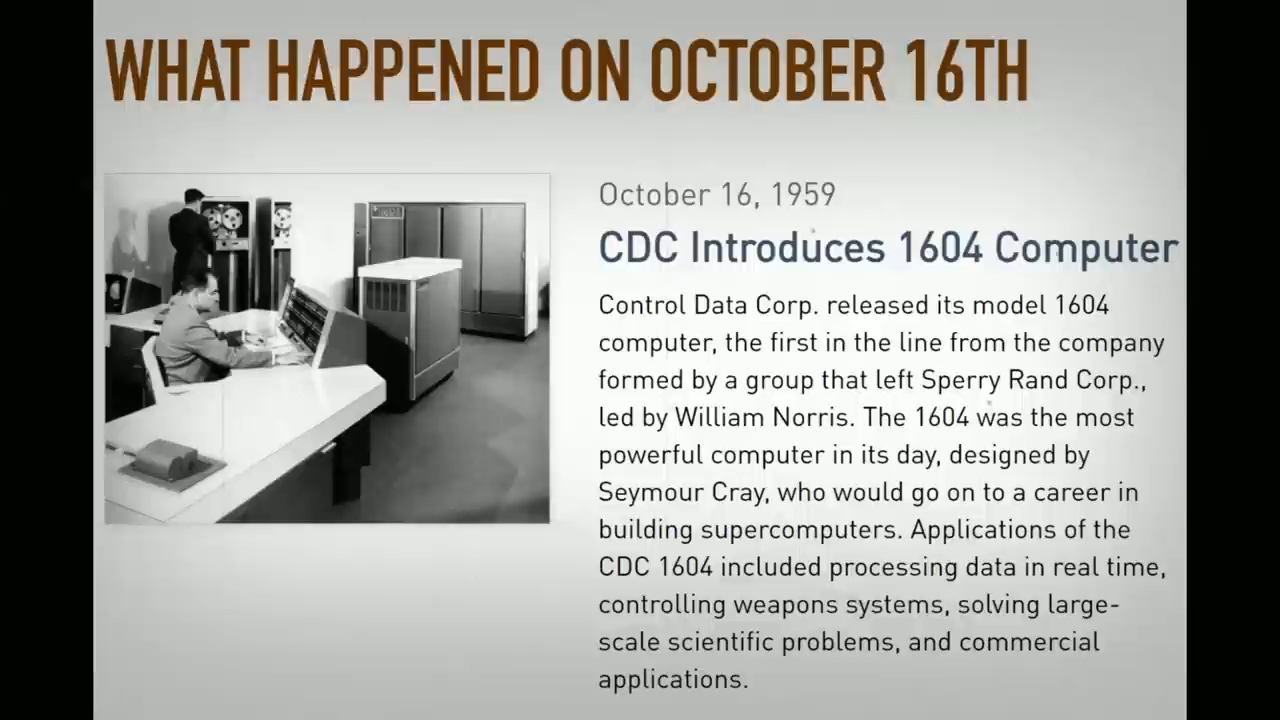 WHAT HAPPENED ON OCTOBER 16TH
October 16, 1959
CDC Introduces 1604 Computer
Control Data Corp. released its model 1604
computer, the first in the line from the company
formed by a group that left Sperry Rand Corp.,
led by William Norris. The 1604 was the most
powerful computer in its day, designed by
Seymour Cray, who would go on to a career in
building supercomputers. Applications of the
CDC 1604 included processing data in real time,
controlling weapons systems, solving large-
scale scientific problems, and commercial
applications.